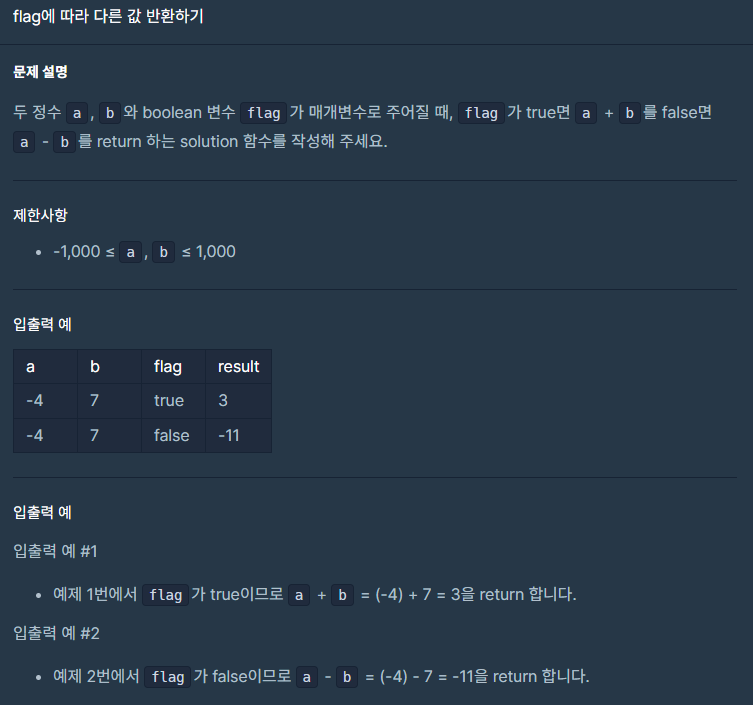 flag에 따라 다른 값 반환하기
문제 설명
두 정수 a, b와 boolean 변수 flag가 매개변수로 주어질 때, flag가 true면 a + b를 false면
a - b를 return 하는 solution 함수를 작성해 주세요.
제한사항
• -1,000 ≤ a, b ≤ 1,000
입출력 예
a b flag result
-4 7 true 3
-4 7 false -11
입출력 예
입출력 예 #1
• 예제 1번에서 flag가 true이므로 a + b = (-4) + 7 = 3을 return 합니다.
입출력 예 #2
• 예제 2번에서 flag가 false이므로 a - b = (-4) - 7 = -11을 return 합니다.